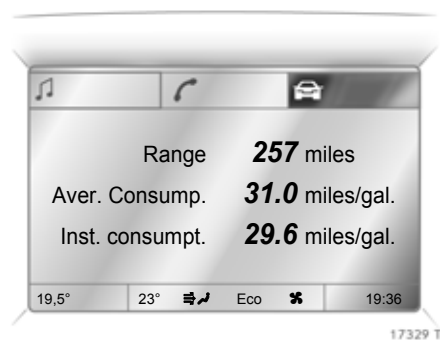 Range 257 miles
Aver. Consump. 31.0 miles/gal.
Inst. consumpt. 29.6 miles/gal.
19,5° 23° Eco 19:36
17329 T